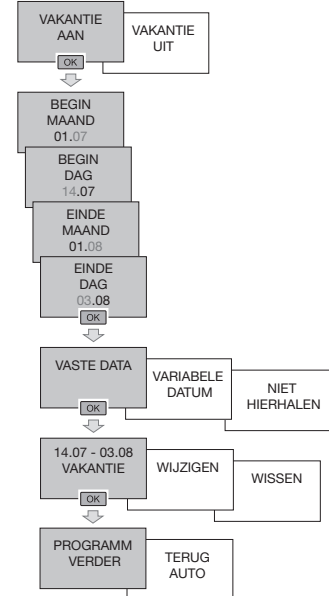 VAKANTIE
AAN
VAKANTIE
UIT
OK
BEGIN
MAAND
01.07
BEGIN
DAG
14.07
EINDE
MAAND
01.08
EINDE
DAG
03.08
OK
VASTE DATA
VARIABELE
DATUM
NIET
HIERHALEN
OK
14.07 - 03.08
VAKANTIE
WIJZIGEN
WISSEN
OK
PROGRAMM
VERDER
TERUG
AUTO